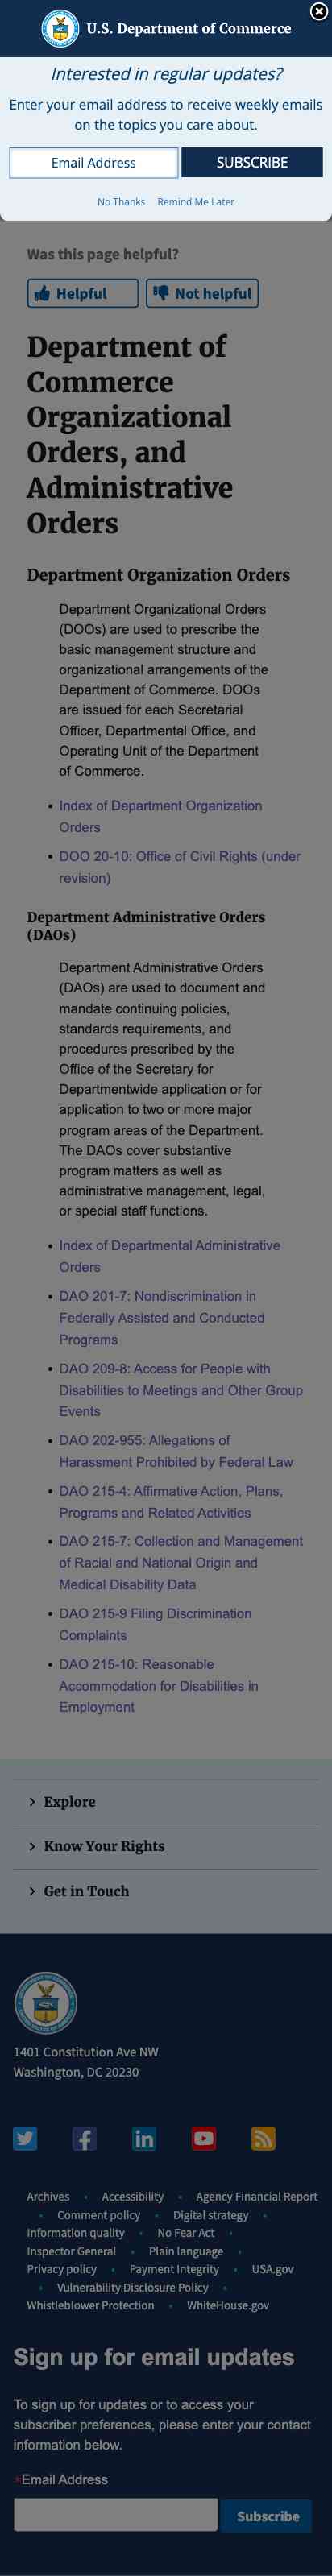 U.S. Department of Commerce
Interested in regular updates?
Enter your email address to receive weekly emails
on the topics you care about.
Email Address SUBSCRIBE
No Thanks Remind Me Later
Was this page helpful?
Helpful Not helpful
Department of
Commerce
Organizational
Orders, and
Administrative
Orders
Department Organization Orders
Department Organizational Orders
(DOOs) are used to prescribe the
basic management structure and
organizational arrangements of the
Department of Commerce. DOOs
are issued for each Secretarial
Officer, Departmental Office, and
Operating Unit of the Department
of Commerce.
• Index of Department Organization
Orders
• DOO 20-10: Office of Civil Rights (under
revision)
Department Administrative Orders
(DAOs)
Department Administrative Orders
(DAOs) are used to document and
mandate continuing policies,
standards requirements, and
procedures prescribed by the
Office of the Secretary for
Departmentwide application or for
application to two or more major
program areas of the Department.
The DAOs cover substantive
program matters as well as
administrative management, legal,
or special staff functions.
• Index of Departmental Administrative
Orders
• DAO 201-7: Nondiscrimination in
Federally Assisted and Conducted
Programs
• DAO 209-8: Access for People with
Disabilities to Meetings and Other Group
Events
• DAO 202-955: Allegations of
Harassment Prohibited by Federal Law
• DAO 215-4: Affirmative Action, Plans,
Programs and Related Activities
• DAO 215-7: Collection and Management
of Racial and National Origin and
Medical Disability Data
• DAO 215-9 Filing Discrimination
Complaints
• DAO 215-10: Reasonable
Accommodation for Disabilities in
Employment
Explore
Know Your Rights
Get in Touch
1401 Constitution Ave NW
Washington, DC 20230
Archives • Accessibility • Agency Financial Report
• Comment policy • Digital strategy •
Information quality • No Fear Act •
Inspector General • Plain language •
Privacy policy • Payment Integrity • USA.gov
• Vulnerability Disclosure Policy •
Whistleblower Protection • WhiteHouse.gov
Sign up for email updates
To sign up for updates or to access your
subscriber preferences, please enter your contact
information below.
*Email Address
Subscribe